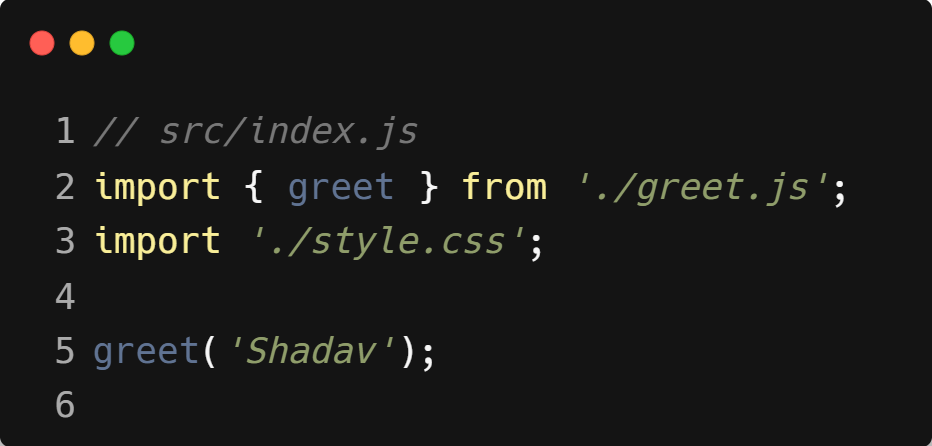 1 // src/index.js
2 import { greet } from './greet.js';
3 import './style.css';
4
5 greet('Shadav');
6